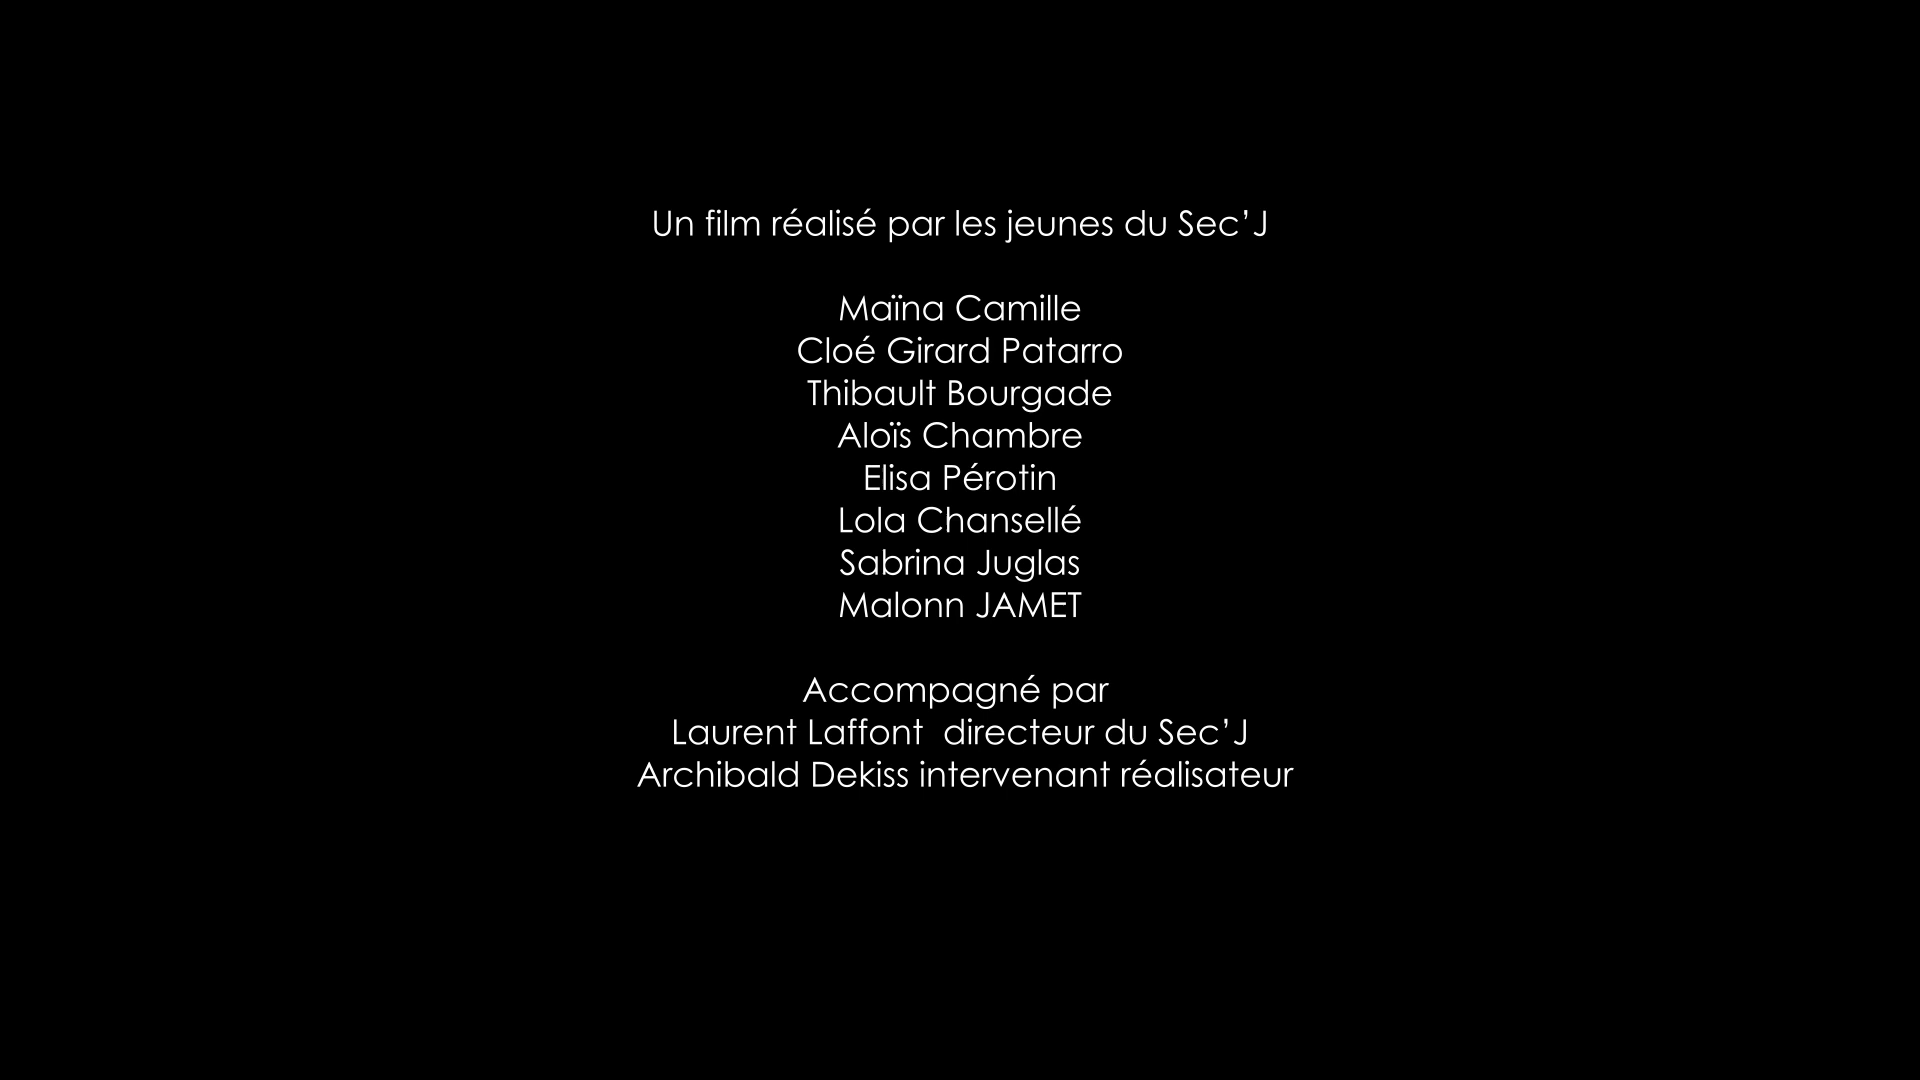 Un film réalisé par les jeunes du Sec’J
Maïna Camille
Cloé Girard Patarro
Thibault Bourgade
Aloïs Chambre
Elisa Pérotin
Lola Chansellé
Sabrina Juglas
Malonn JAMET
Accompagné par
Laurent Laffont  directeur du Sec’J
Archibald Dekiss intervenant réalisateur